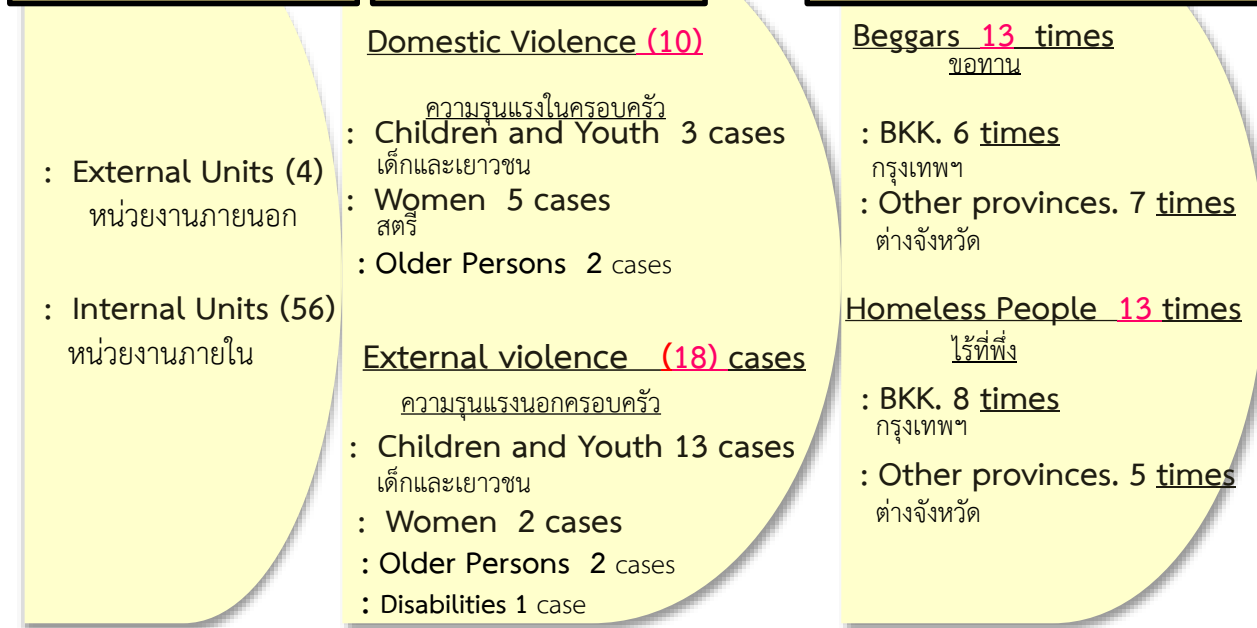 : External Units (4)
หน่วยงานภายนอก
: Internal Units (56)
หน่วยงานภายใน
Domestic Violence (10)
ความรุนแรงในครอบครัว
: Children and Youth 3 cases
เด็กและเยาวชน
: Women 5 cases
สตรี
: Older Persons 2 cases
External violence (18) cases
ความรุนแรงนอกครอบครัว
: Children and Youth 13 cases
เด็กและเยาวชน
: Women 2 cases
: Older Persons 2 cases
: Disabilities 1 case
Beggars 13 times
ขอทาน
: BKK. 6 times
กรุงเทพฯ
: Other provinces. 7 times
ต่างจังหวัด
Homeless People 13 times
ไร้ที่พึ่ง
: BKK. 8 times
กรุงเทพฯ
: Other provinces. 5 times
ต่างจังหวัด